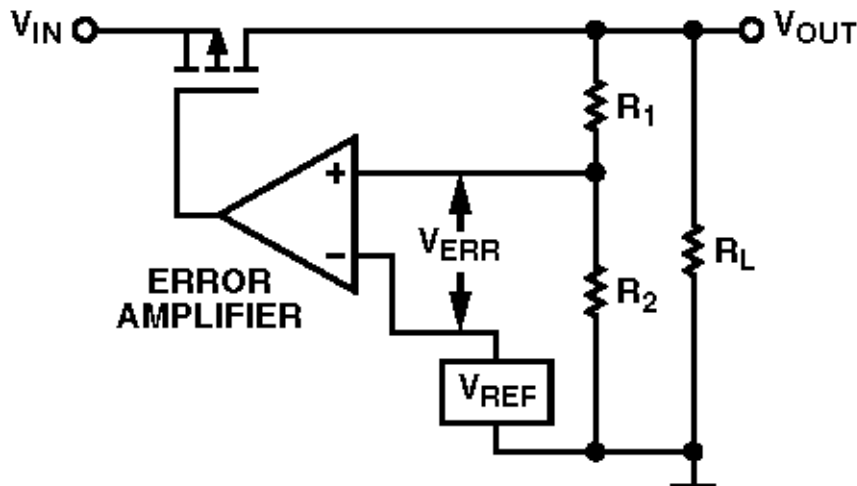 VIN
VOUT
R1
+
VERR
−
RL
ERROR
AMPLIFIER
R2
VREF